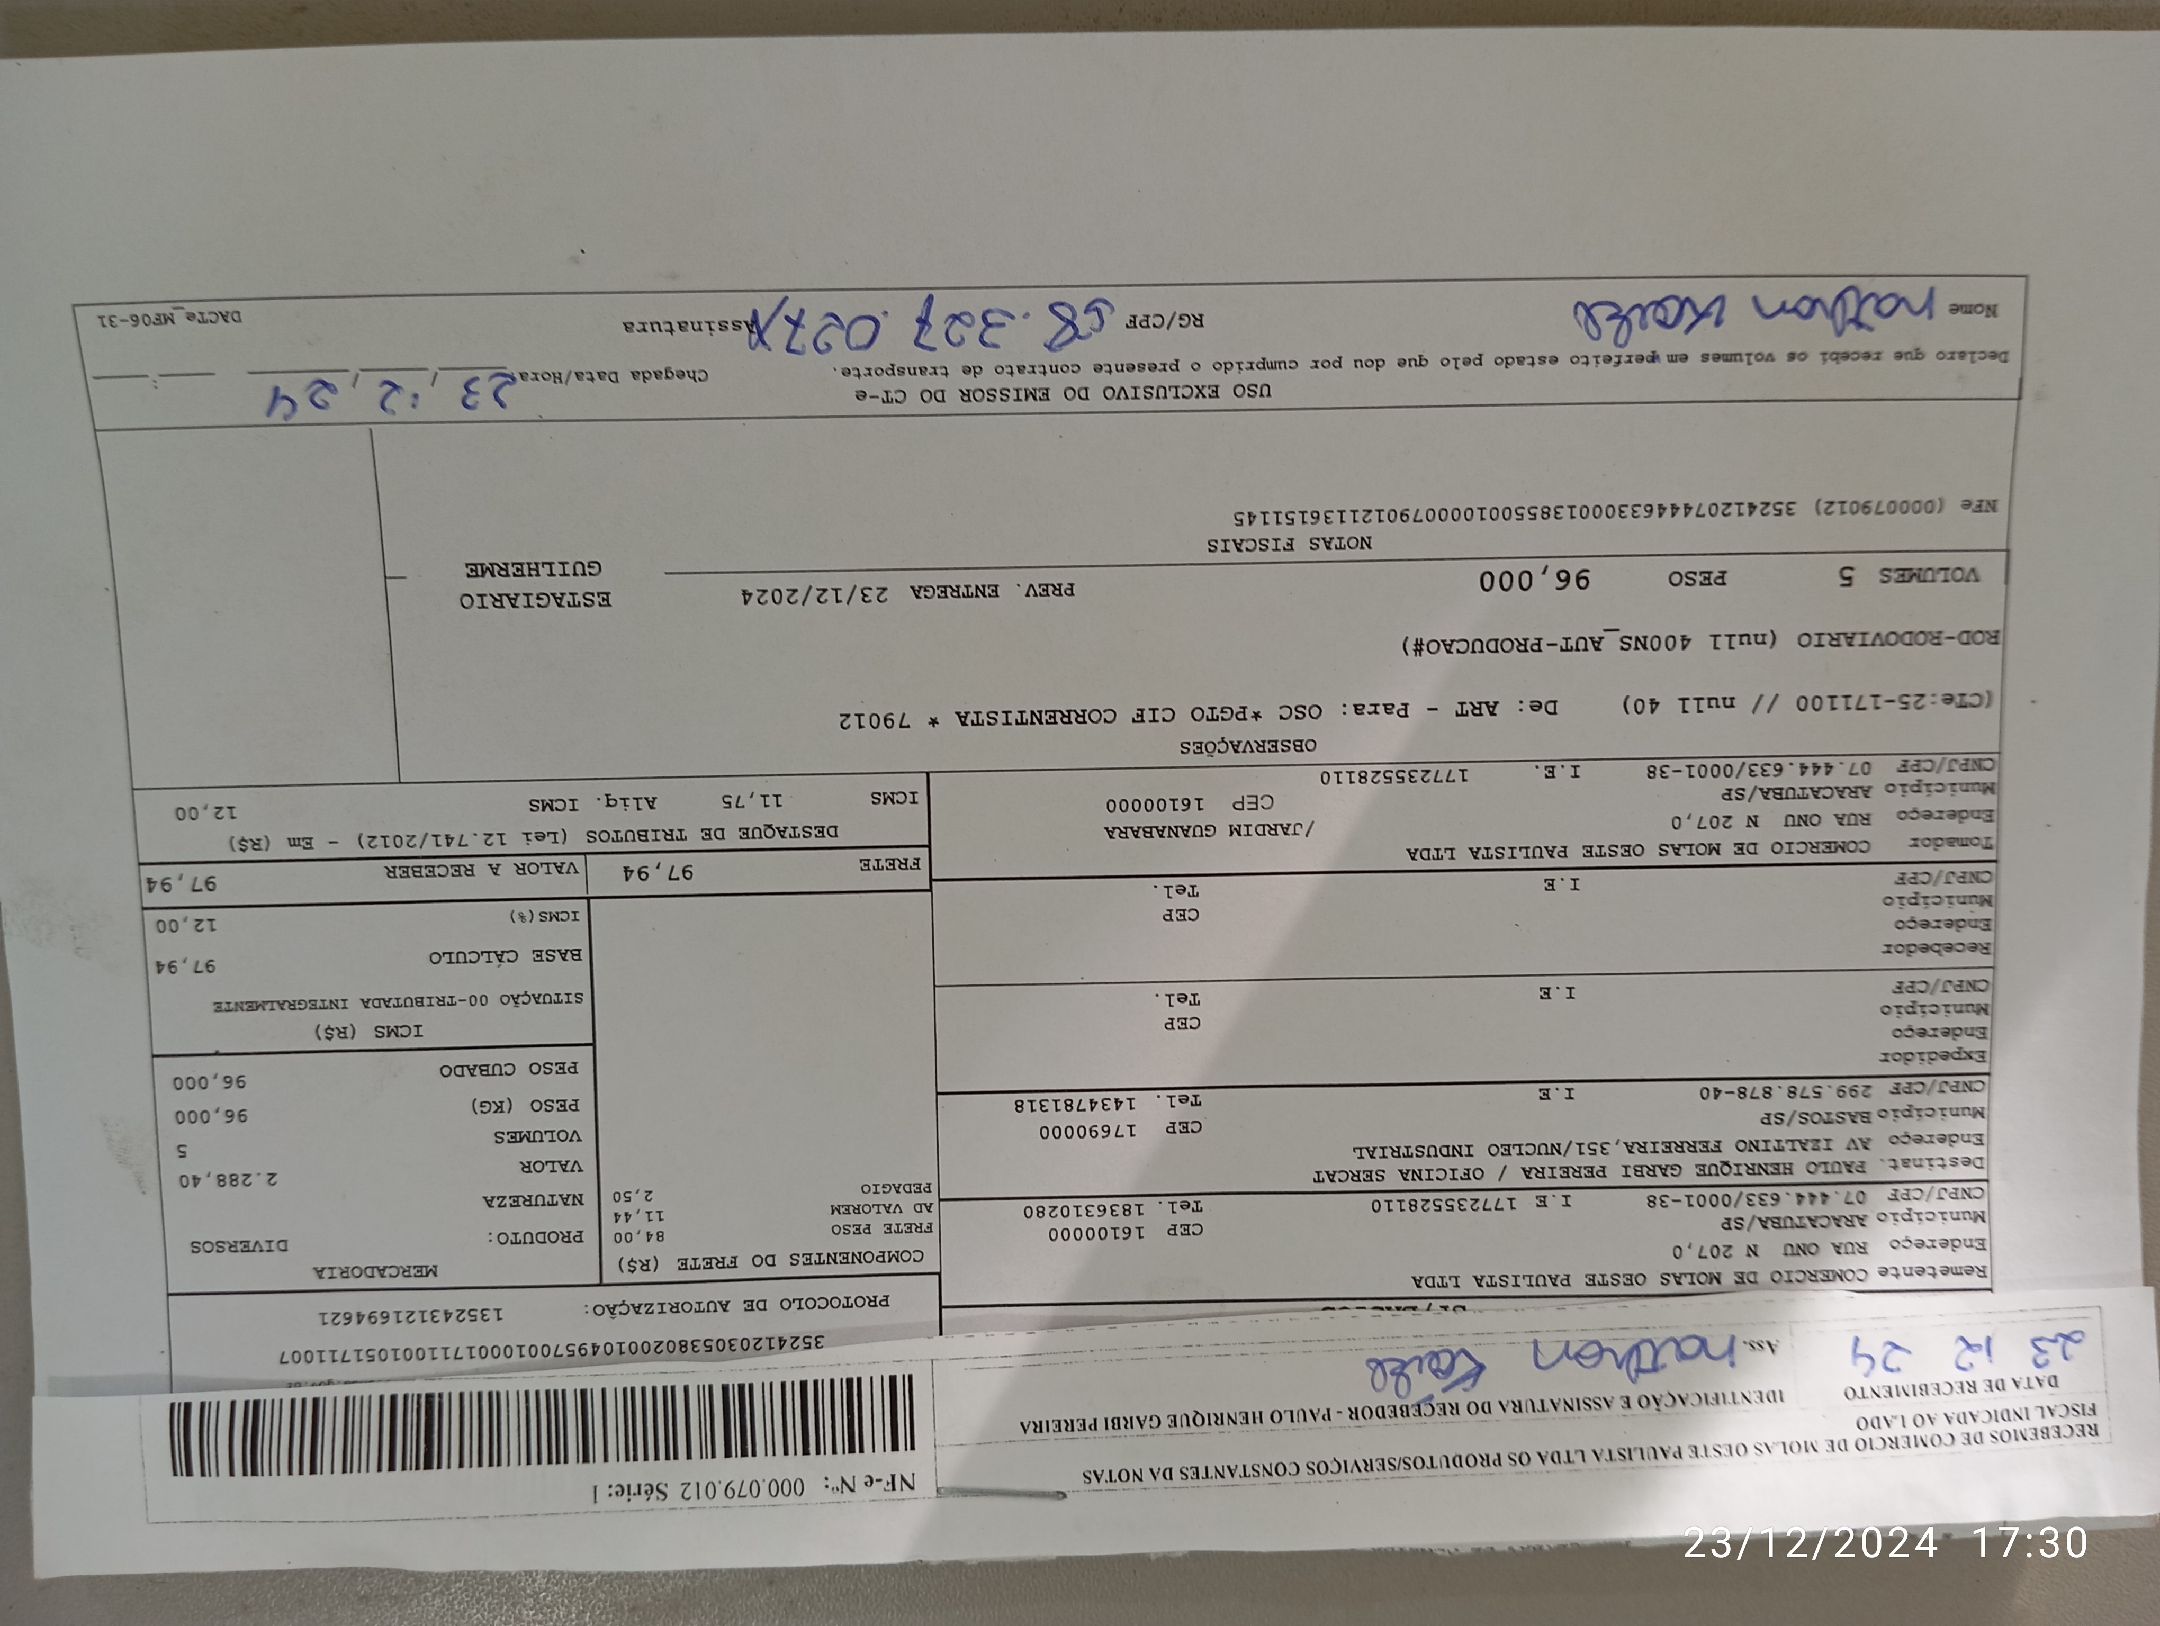 RECEBEMOS DE COMERCIO DE MOLAS OESTE PAULISTA LTDA OS PRODUTOS/SERVIÇOS CONSTANTES DA NOTAS
FISCAL INDICADA AO LADO
DATA DE RECEBIMENTO
23 12 24
IDENTIFICAÇÃO E ASSINATURA DO RECEBEDOR - PAULO HENRIQUE GARBI PEREIRA
Ass. nathan
NF-e Nº: 000.079.012 Série: 1
35241203053802001049570010001711001051711007
PROTOCOLO DE AUTORIZAÇÃO: 135243121694621
Remetente COMERCIO DE MOLAS OESTE PAULISTA LTDA
Endereço RUA ONU N 207,0
Município ARACATUBA/SP CEP 16100000
CNPJ/CPF 07.444.633/0001-38 I.E 177235528110 Tel. 1836310280
Destinat. PAULO HENRIQUE GARBI PEREIRA / OFICINA SERCAT
Endereço AV IZALTINO FERREIRA,351/NUCLEO INDUSTRIAL
Município BASTOS/SP CEP 17690000
CNPJ/CPF 299.578.878-40 I.E Tel. 1434781318
Expedidor
Endereço
Município CEP
CNPJ/CPF I.E Tel.
Recebedor
Endereço
Município CEP
CNPJ/CPF I.E Tel.
Tomador COMERCIO DE MOLAS OESTE PAULISTA LTDA
Endereço RUA ONU N 207,0 /JARDIM GUANABARA
Município ARACATUBA/SP CEP 16100000
CNPJ/CPF 07.444.633/0001-38 I.E. 177235528110
COMPONENTES DO FRETE (R$)
FRETE PESO 84,00
AD VALOREM 11,44
PEDAGIO 2,50
MERCADORIA
PRODUTO: DIVERSOS
NATUREZA
VALOR 2.288,40
VOLUMES 5
PESO (KG) 96,000
PESO CUBADO 96,000
ICMS (R$)
SITUAÇÃO 00-TRIBUTADA INTEGRALMENTE
BASE CÁLCULO 97,94
ICMS(%) 12,00
FRETE 97,94 VALOR A RECEBER 97,94
DESTAQUE DE TRIBUTOS (Lei 12.741/2012) - Em (R$)
ICMS 11,75 Aliq. ICMS 12,00
OBSERVAÇÕES
(CTe:25-171100 // null 40) De: ART - Para: OSC *PGTO CIF CORRENTISTA * 79012
ROD-RODOVIARIO (null 400NS_AUT-PRODUCAO#)
VOLUMES 5 PESO 96,000 PREV. ENTREGA 23/12/2024
ESTAGIARIO
GUILHERME
NOTAS FISCAIS
NFe (000079012) 35241207444633000138550010000790121136151145
USO EXCLUSIVO DO EMISSOR DO CT-e
Declaro que recebi os volumes em perfeito estado pelo que dou por cumprido o presente contrato de transporte.
Chegada Data/Hora 23, 12, 24 :
Nome nathan RG/CPF 58.327.027X Assinatura
DACTe_MF06-31
23/12/2024 17:30